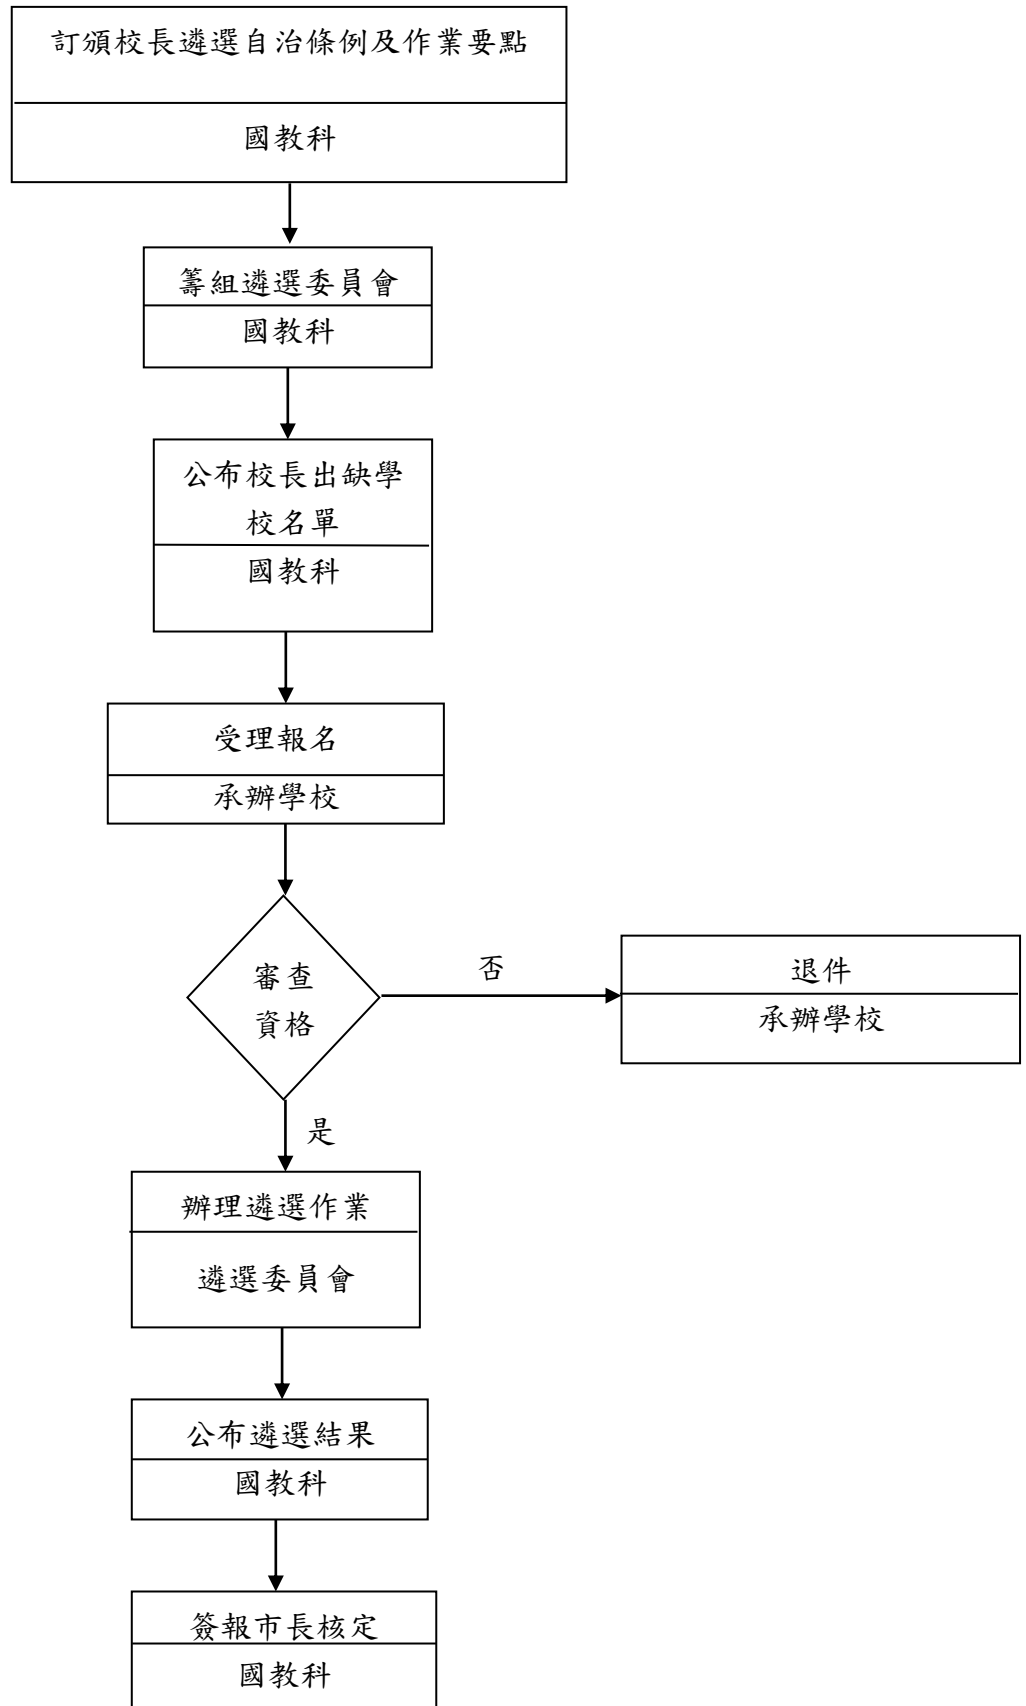 訂頒校長遴選自治條例及作業要點
國教科
籌組遴選委員會
國教科
公布校長出缺學
校名單
國教科
受理報名
承辦學校
審查
資格
否
退件
承辦學校
是
辦理遴選作業
遴選委員會
公布遴選結果
國教科
簽報市長核定
國教科